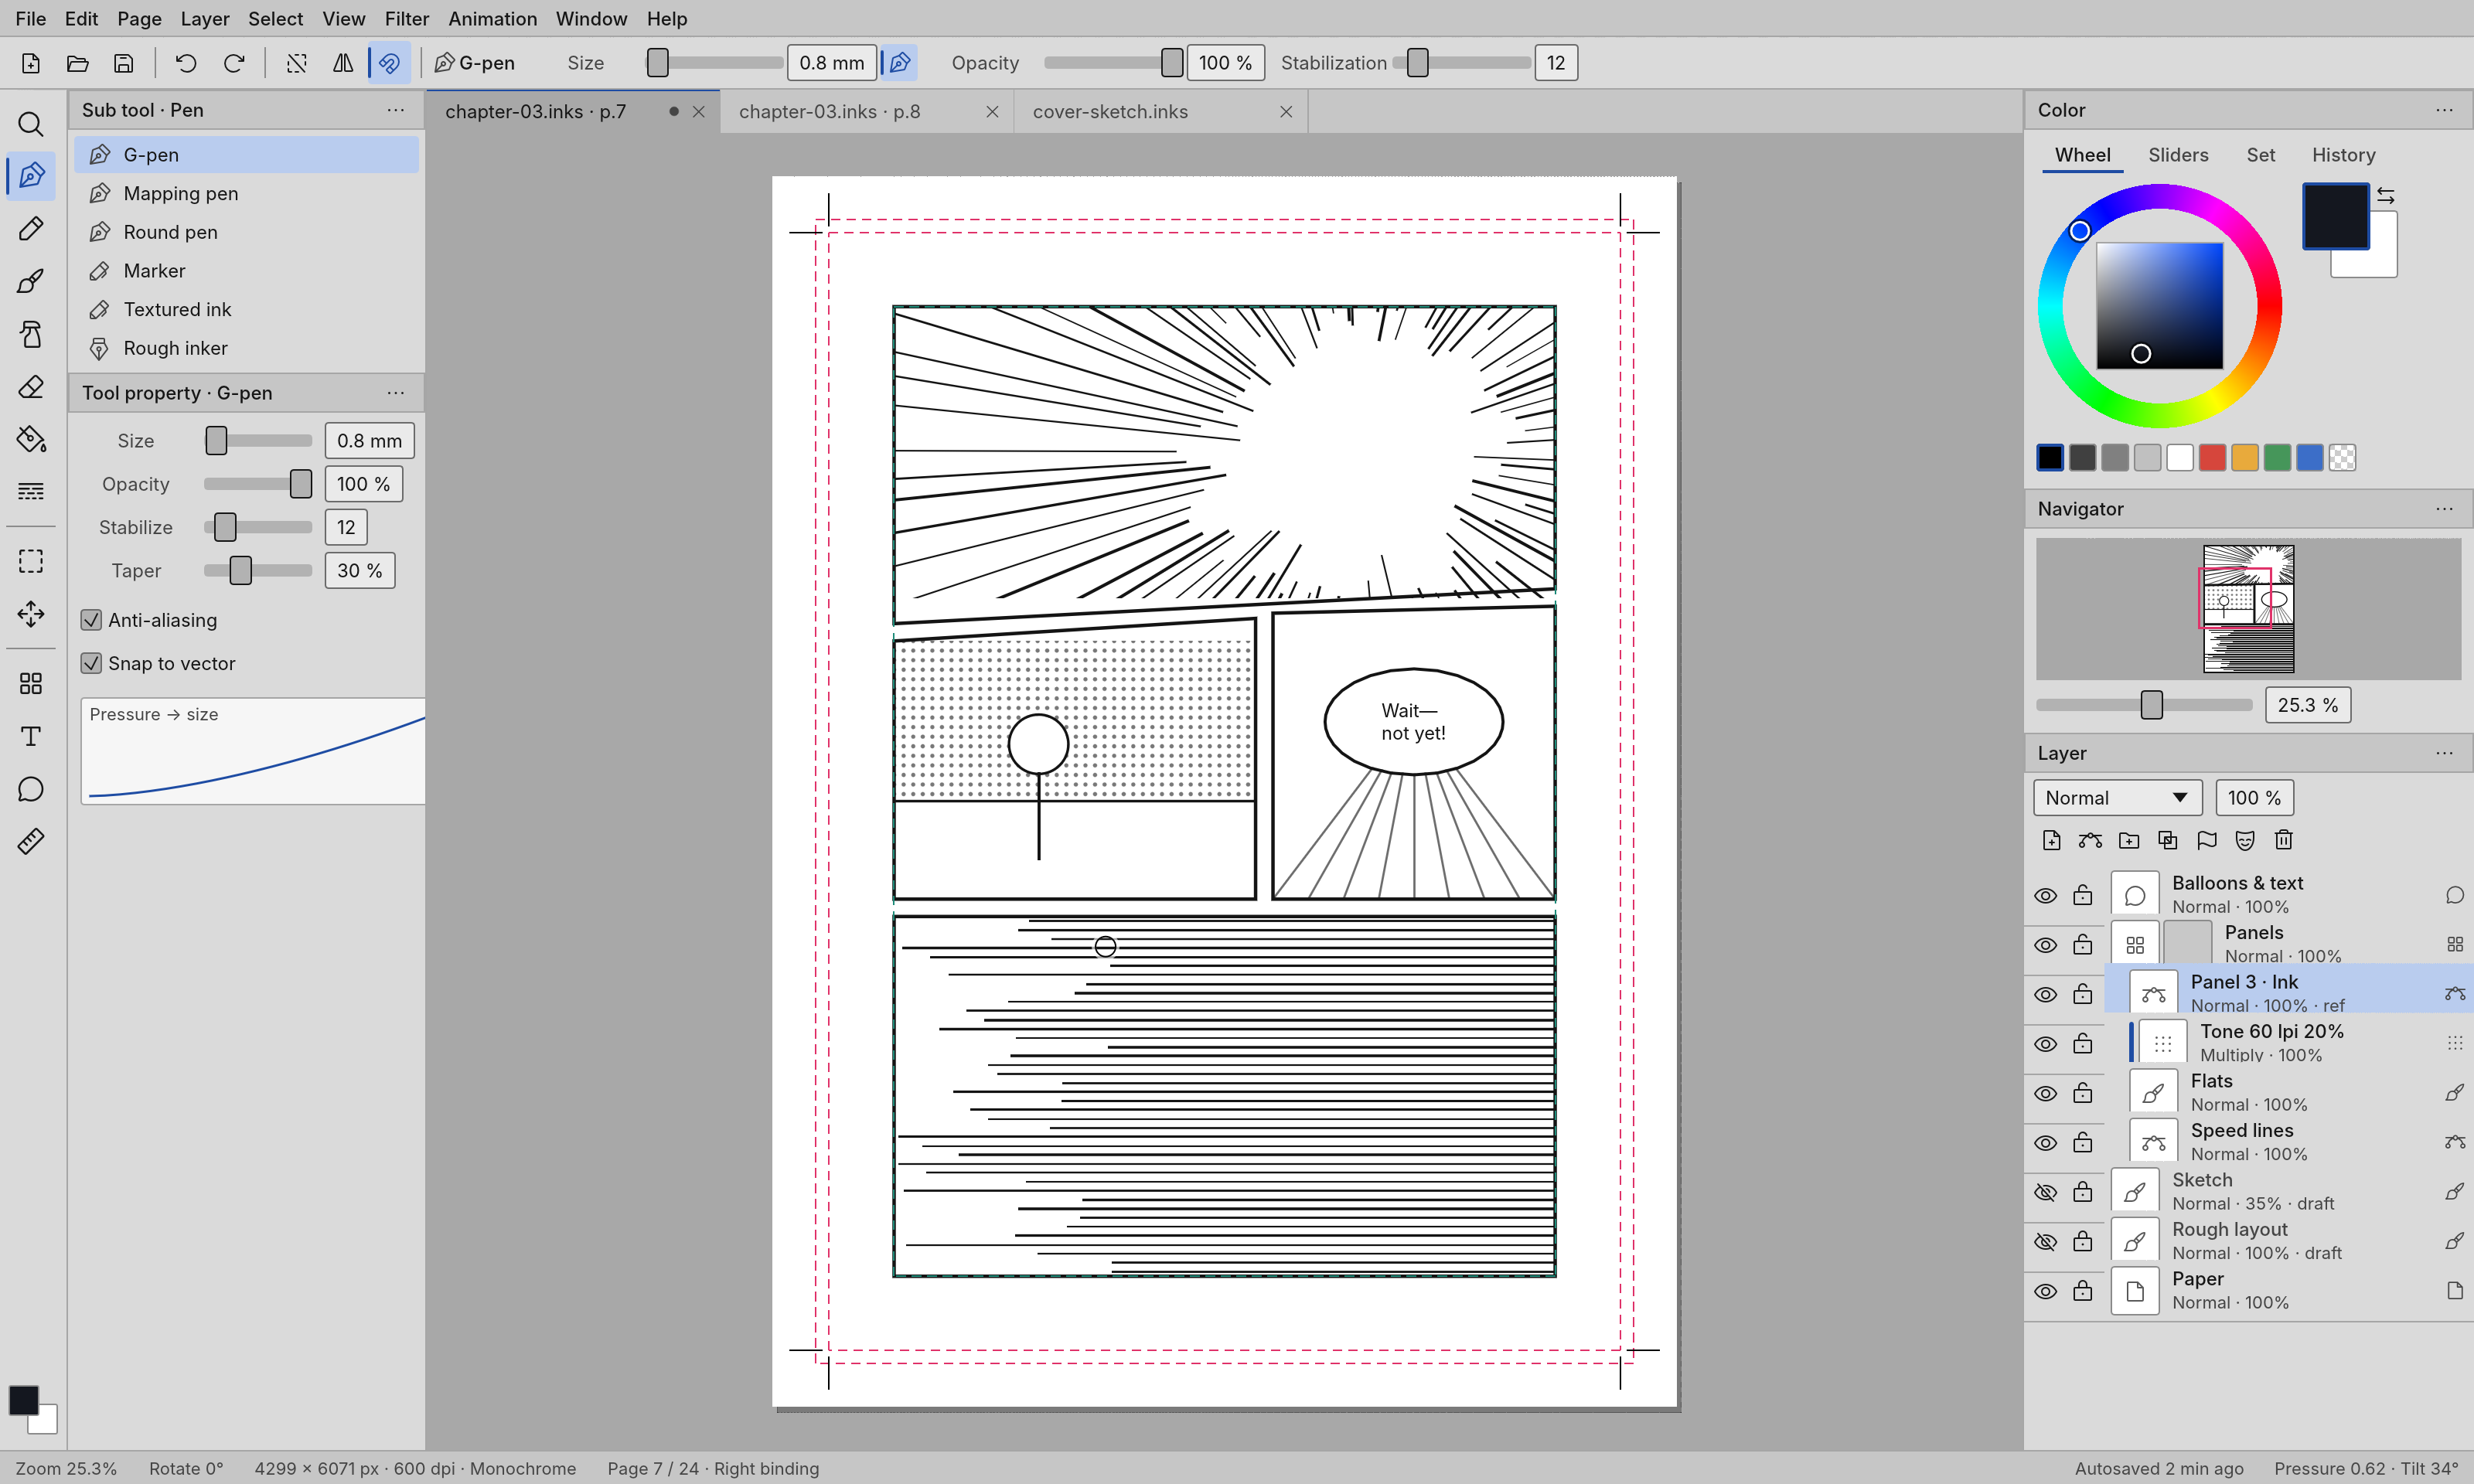 File Edit Page Layer Select View Filter Animation Window Help
G-pen Size 0.8 mm Opacity 100 % Stabilization 12
Sub tool · Pen
G-pen
Mapping pen
Round pen
Marker
Textured ink
Rough inker
Tool property · G-pen
Size 0.8 mm
Opacity 100 %
Stabilize 12
Taper 30 %
Anti-aliasing
Snap to vector
Pressure → size
chapter-03.inks · p.7
chapter-03.inks · p.8
cover-sketch.inks
Wait—
not yet!
Color
Wheel Sliders Set History
Navigator
25.3 %
Layer
Normal 100 %
Balloons & text
Normal · 100%
Panels
Normal · 100%
Panel 3 · Ink
Normal · 100% · ref
Tone 60 lpi 20%
Multiply · 100%
Flats
Normal · 100%
Speed lines
Normal · 100%
Sketch
Normal · 35% · draft
Rough layout
Normal · 100% · draft
Paper
Normal · 100%
Zoom 25.3% Rotate 0° 4299 × 6071 px · 600 dpi · Monochrome Page 7 / 24 · Right binding Autosaved 2 min ago Pressure 0.62 · Tilt 34°